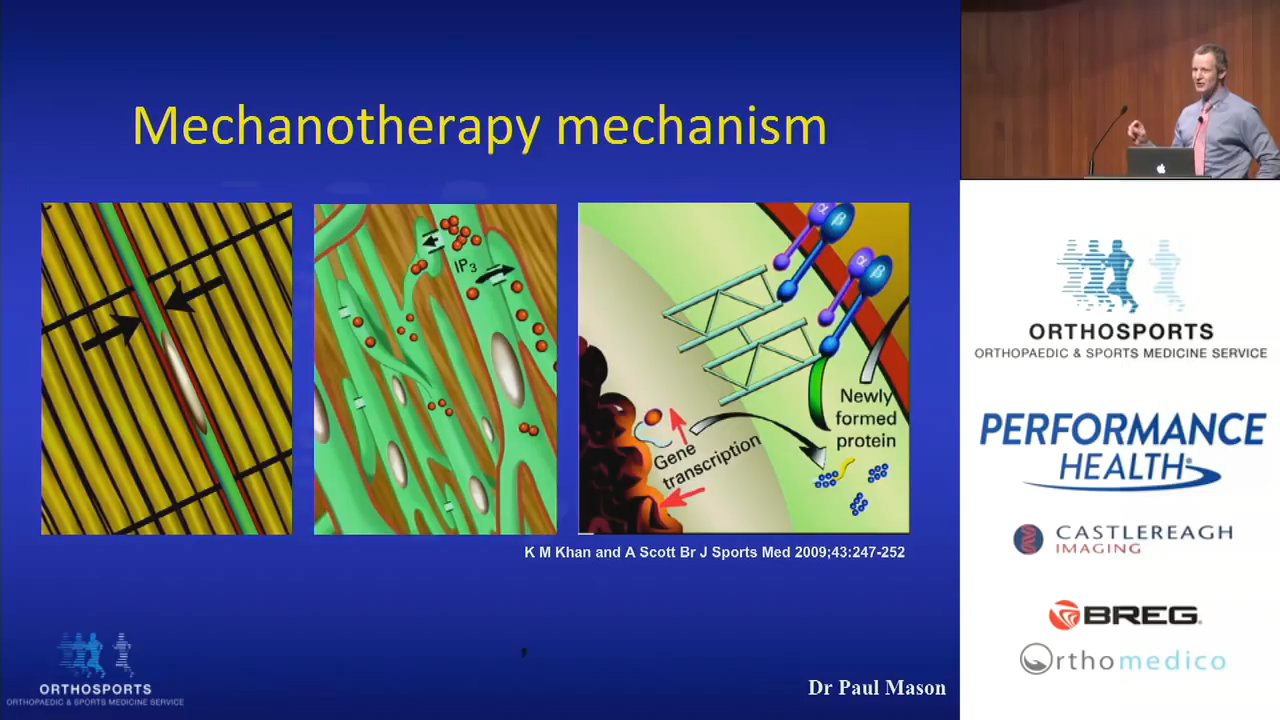 Mechanotherapy mechanism
IP3
α
β
α
β
Newly
formed
protein
Gene
transcription
K M Khan and A Scott Br J Sports Med 2009;43:247-252
ORTHOSPORTS
ORTHOPAEDIC & SPORTS MEDICINE SERVICE
Dr Paul Mason
ORTHOSPORTS
ORTHOPAEDIC & SPORTS MEDICINE SERVICE
PERFORMANCE
HEALTH
CASTLEREAGH
IMAGING
BREG
Orthomedico